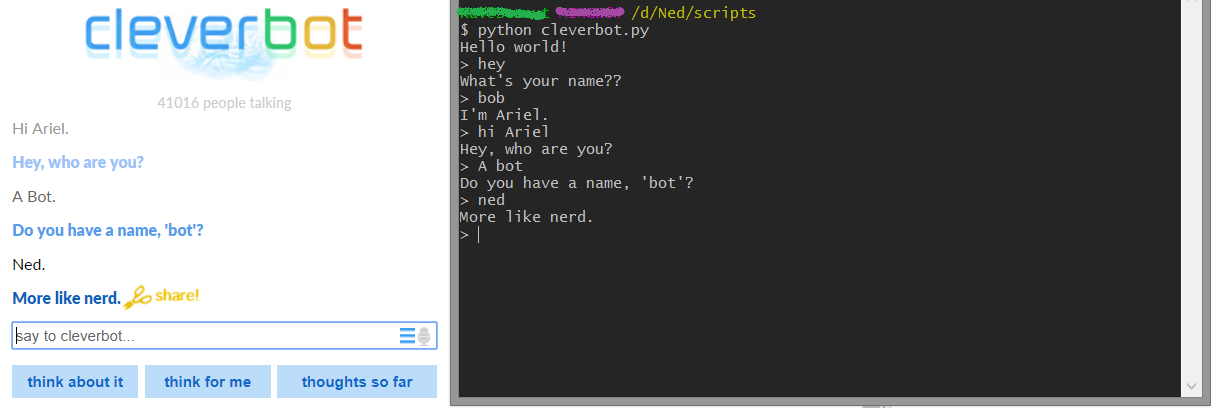 cleverbot
41016 people talking
Hi Ariel.
Hey, who are you?
A Bot.
Do you have a name, 'bot'?
Ned.
More like nerd. share!
say to cleverbot...
think about it think for me thoughts so far
/d/Ned/scripts
$ python cleverbot.py
Hello world!
> hey
What's your name??
> bob
I'm Ariel.
> hi Ariel
Hey, who are you?
> A bot
Do you have a name, 'bot'?
> ned
More like nerd.
>